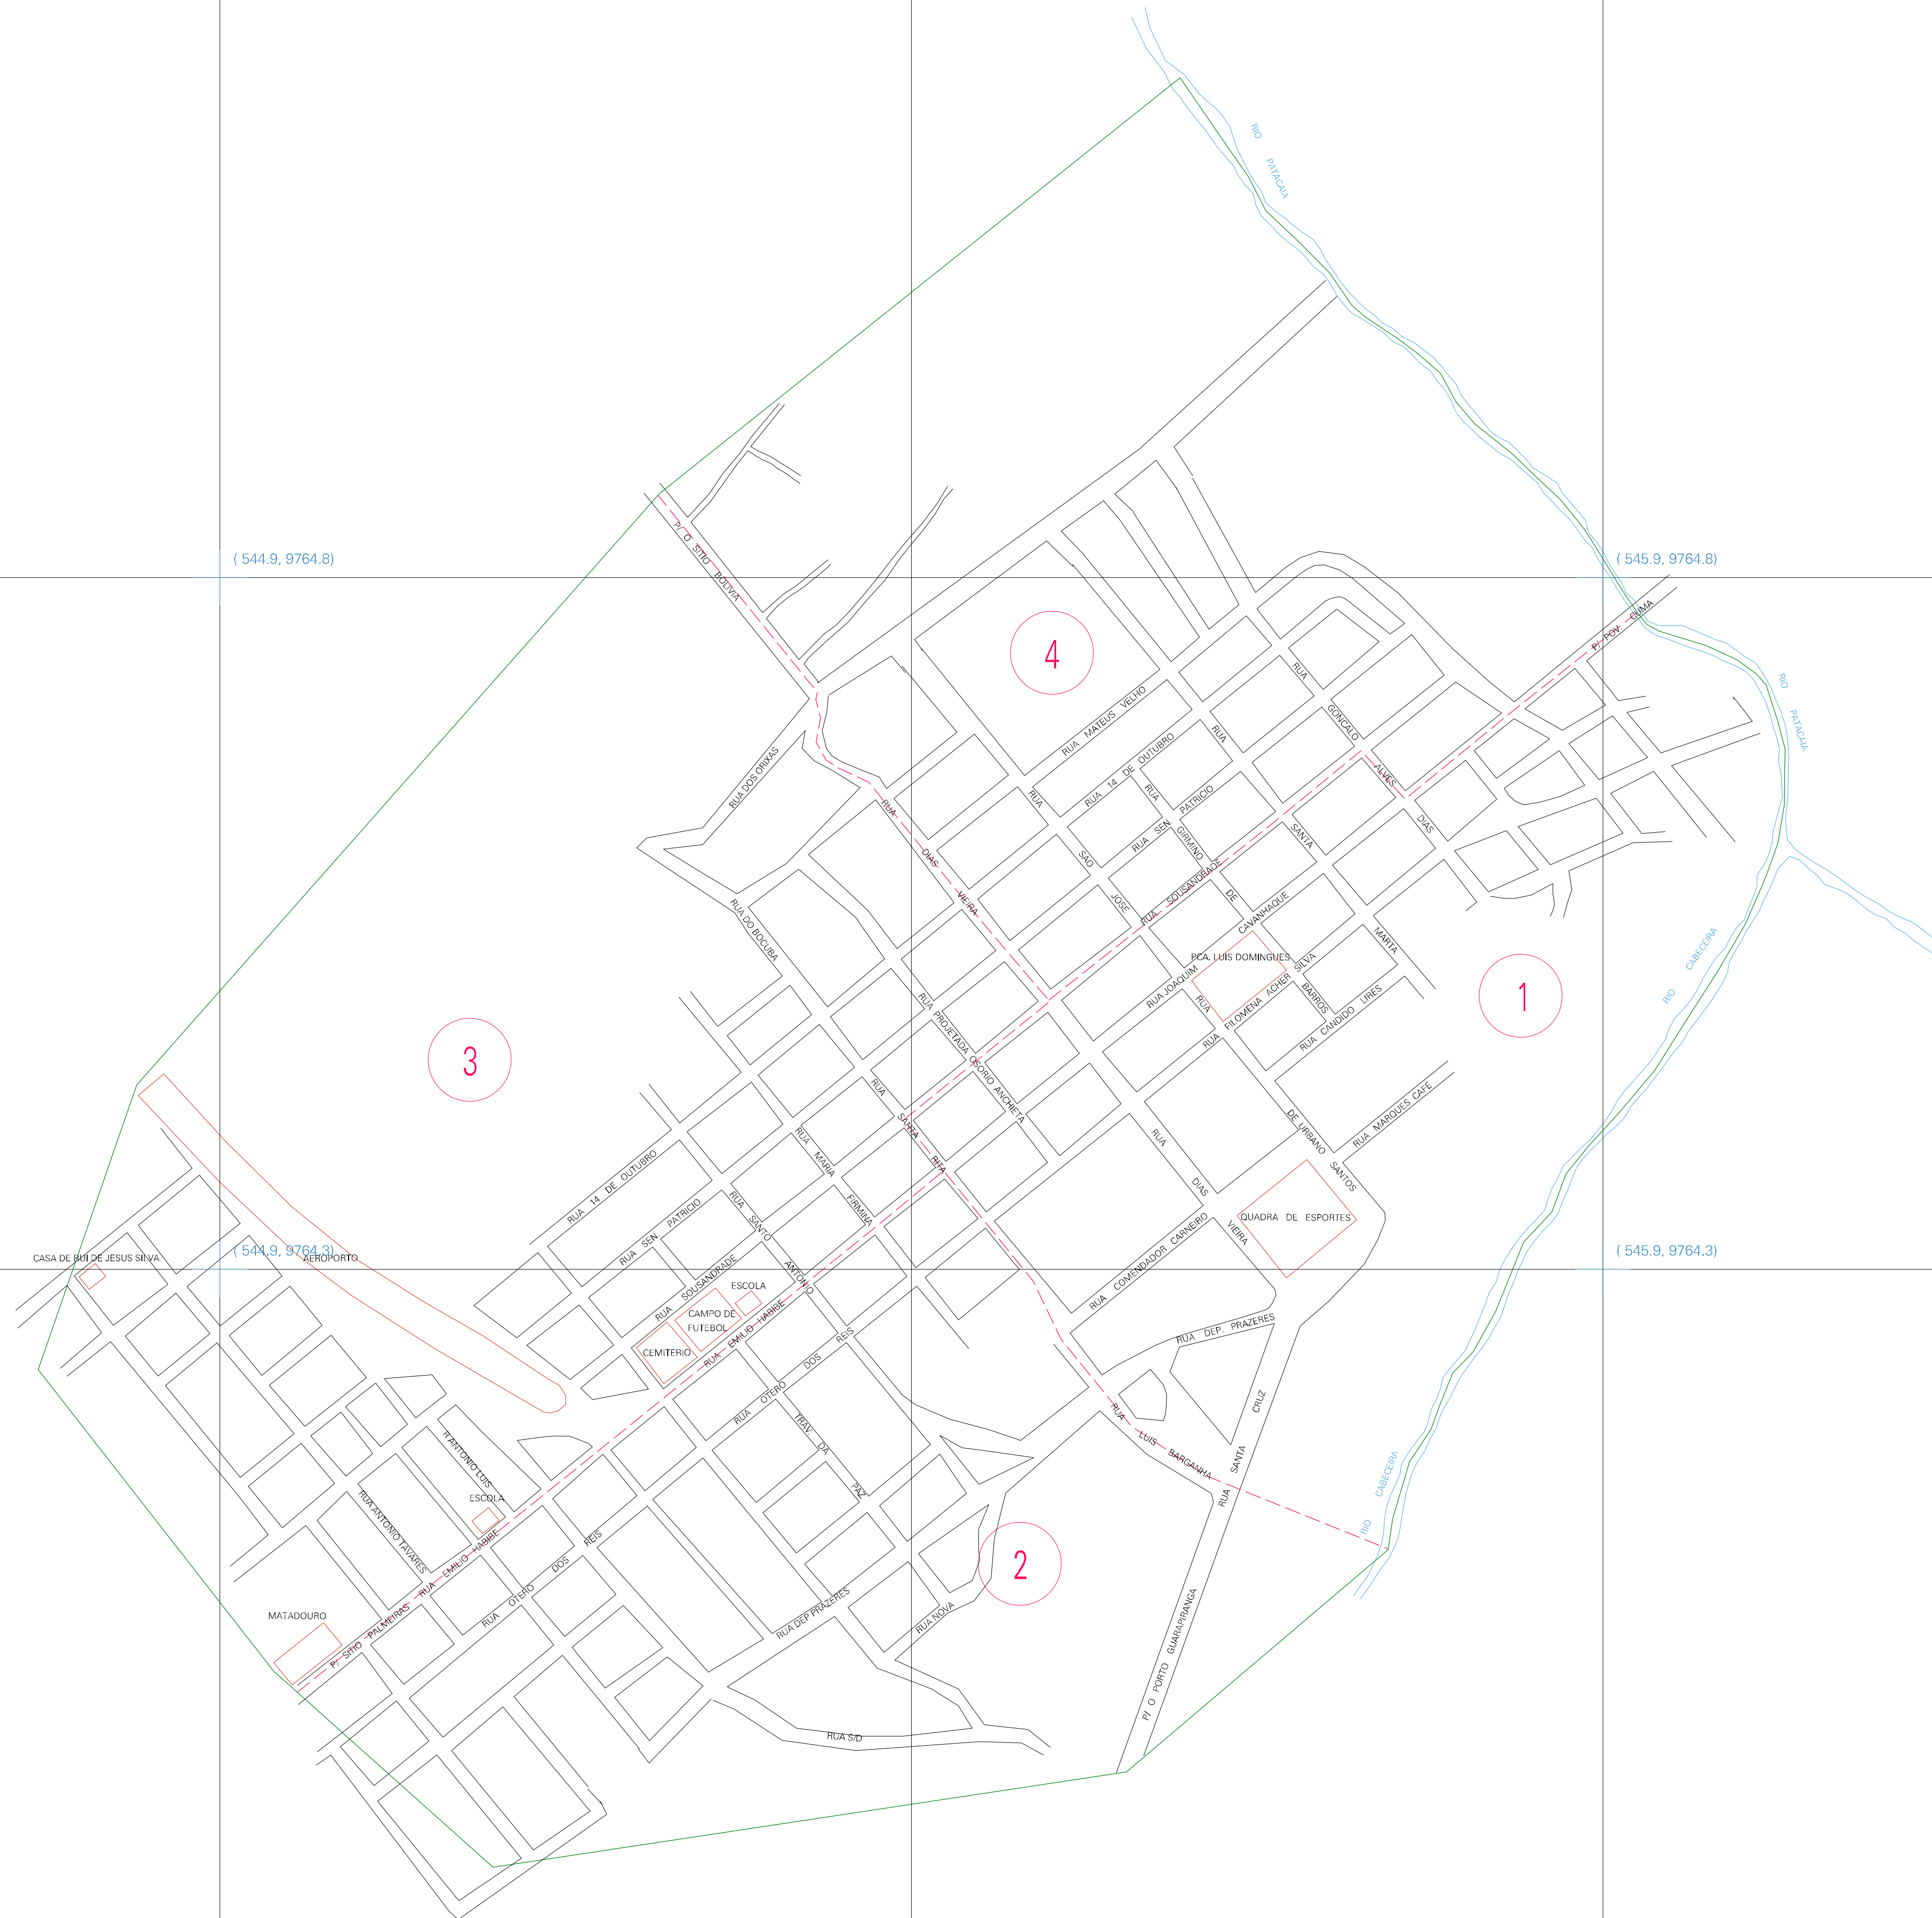 RIO PATACAIA
( 544.9, 9764.8)
( 545.9, 9764.8)
P/ O SITIO BOLIVIA
P/ POV. CUMA
4
RUA MATEUS VELHO
RUA GONCALO ALVES DIAS
RIO PATACAIA
RUA DOS ORIXAS
RUA 14 DE OUTUBRO
RUA SANTA MARTA
RUA SEN. PATRICIO
RUA GIRMINO DE BARROS
RUA DIAS VIEIRA
RUA SAO JOSE
RUA SOUSANDRADE
RUA DO BOCUBA
RUA JOAQUIM CAVANHAQUE
PCA. LUIS DOMINGUES
RUA FILOMENA ACHER SILVA
RIO CABECEIRA
1
RUA PROJETADA OSORIO ANCHIETA
RUA CANDIDO LIRES
RUA DE URBANO SANTOS
RUA MARQUES CAFE
3
RUA SANTA RITA
RUA MARIA FIRMINA
RUA DIAS VIEIRA
RUA 14 DE OUTUBRO
RUA SEN PATRICIO
RUA SANTO ANTONIO
RUA SOUSANDRADE
QUADRA DE ESPORTES
RUA COMENDADOR CARNEIRO
CASA DE RUI DE JESUS SILVA
( 544.9, 9764.3)
AEROPORTO
( 545.9, 9764.3)
ESCOLA
CAMPO DE
FUTEBOL
CEMITERIO
RUA EMILIO HABIBE
RUA OTERO DOS REIS
RUA DEP. PRAZERES
TRAV DA PAZ
RUA LUIS BARGANHA
RUA SANTA CRUZ
R ANTONIO LUIS
ESCOLA
RUA ANTONIO TAVARES
RUA EMILIO HABIBE
RUA OTERO DOS REIS
RIO CABECEIRA
2
MATADOURO
P/ SITIO PALMEIRAS
RUA DEP PRAZERES
RUA NOVA
P/ O PORTO GUARAPIRANGA
RUA S/D